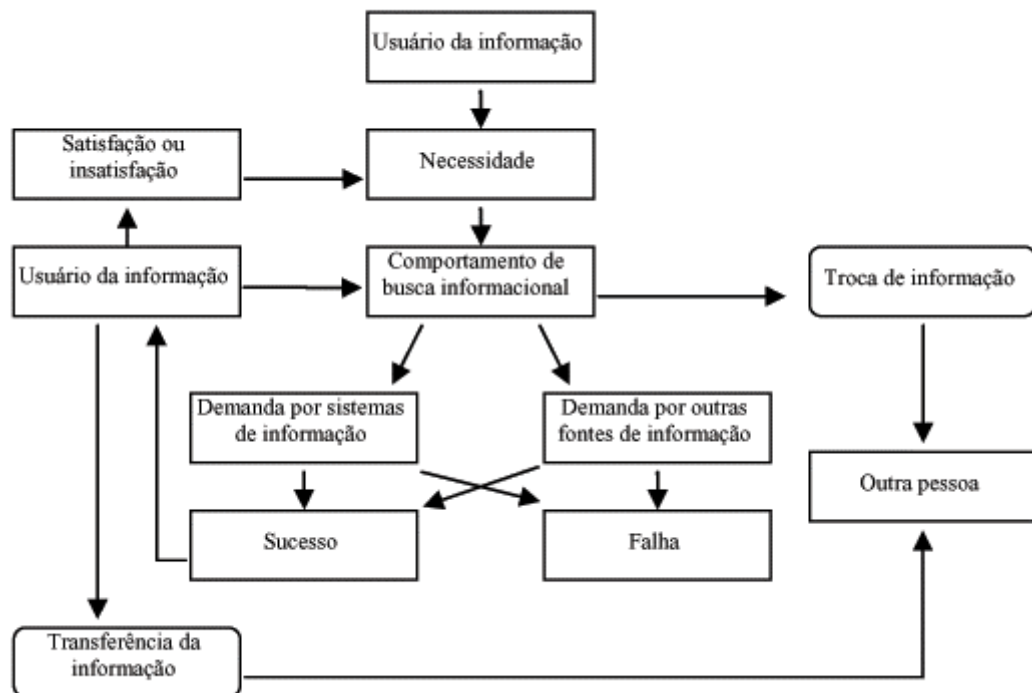 Usuário da informação
Satisfação ou
insatisfação
Necessidade
Usuário da informação
Comportamento de
busca informacional
Troca de informação
Demanda por sistemas
de informação
Demanda por outras
fontes de informação
Outra pessoa
Sucesso
Falha
Transferência da
informação